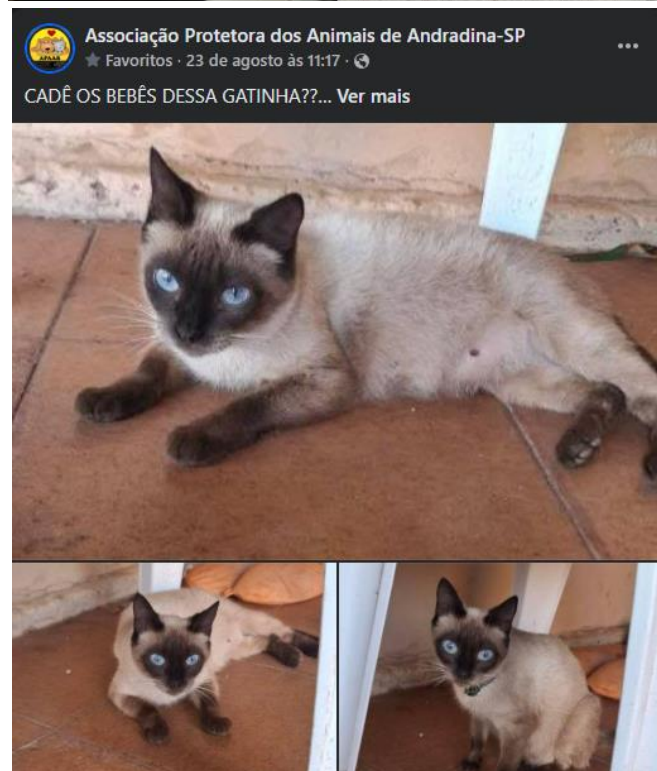 Associação Protetora dos Animais de Andradina-SP
Favoritos · 23 de agosto às 11:17 ·
CADÊ OS BEBÊS DESSA GATINHA??... Ver mais